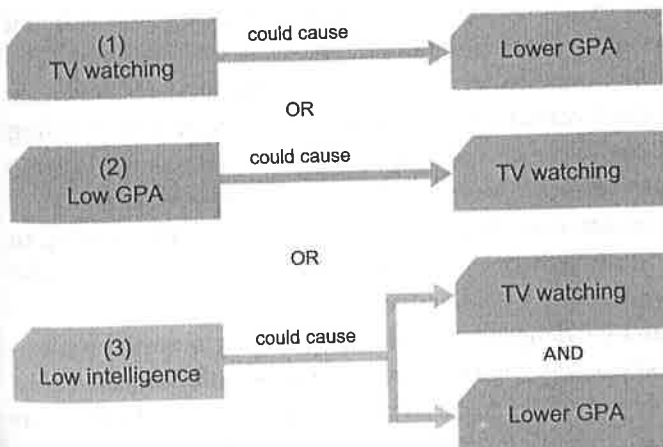 (1)
TV watching
could cause
Lower GPA
OR
(2)
Low GPA
could cause
TV watching
OR
(3)
Low intelligence
could cause
TV watching
AND
Lower GPA